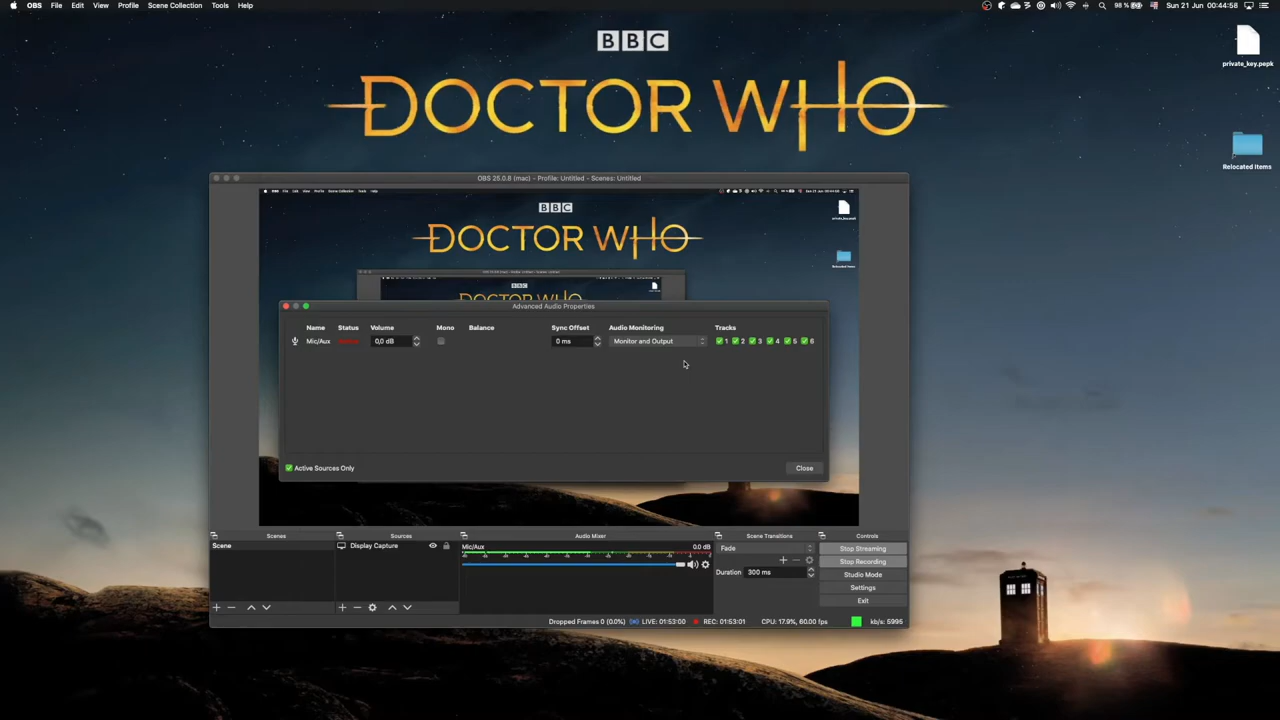 OBS File Edit View Profile Scene Collection Tools Help
98 % Sun 21 Jun 00:44:58
BBC
DOCTOR WHO
private_key.pepk
Relocated Items
OBS 25.0.8 (mac) - Profile: Untitled - Scenes: Untitled
BBC
DOCTOR WHO
BBC
Advanced Audio Properties
Name Status Volume Mono Balance Sync Offset Audio Monitoring Tracks
Mic/Aux 0,0 dB 0 ms Monitor and Output 1 2 3 4 5 6
Active Sources Only
Close
Scenes
Scene
Sources
Display Capture
Audio Mixer
Mic/Aux 0.0 dB
Scene Transitions
Fade
Duration 300 ms
Controls
Stop Streaming
Stop Recording
Studio Mode
Settings
Exit
Dropped Frames 0 (0.0%) LIVE: 01:53:00 REC: 01:53:01 CPU: 17.9%, 60.00 fps kb/s: 5995